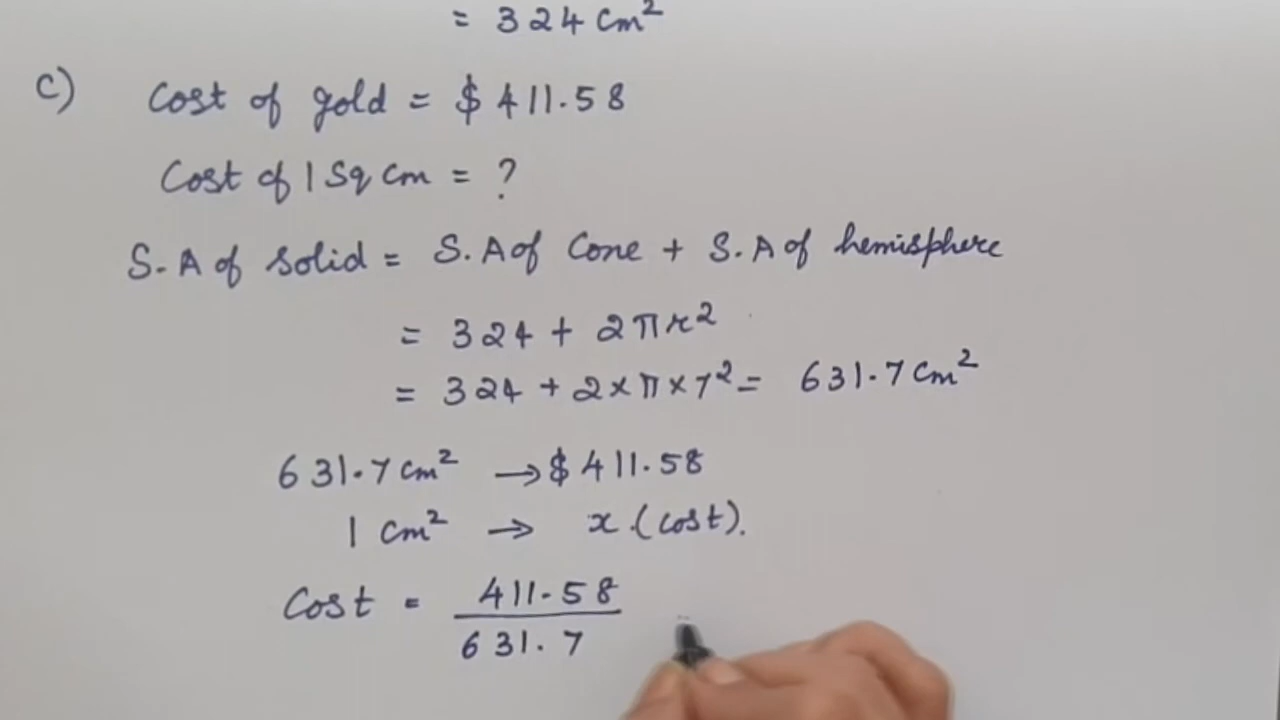 = 324 cm²
c) Cost of gold = $ 411.58
Cost of 1 Sq Cm = ?
S.A of solid = S.A of Cone + S.A of hemisphere
= 324 + 2πr²
= 324 + 2 × π × 7² = 631.7 cm²
631.7 cm² → $ 411.58
1 cm² → x.(cost).
Cost = 411.58
631.7